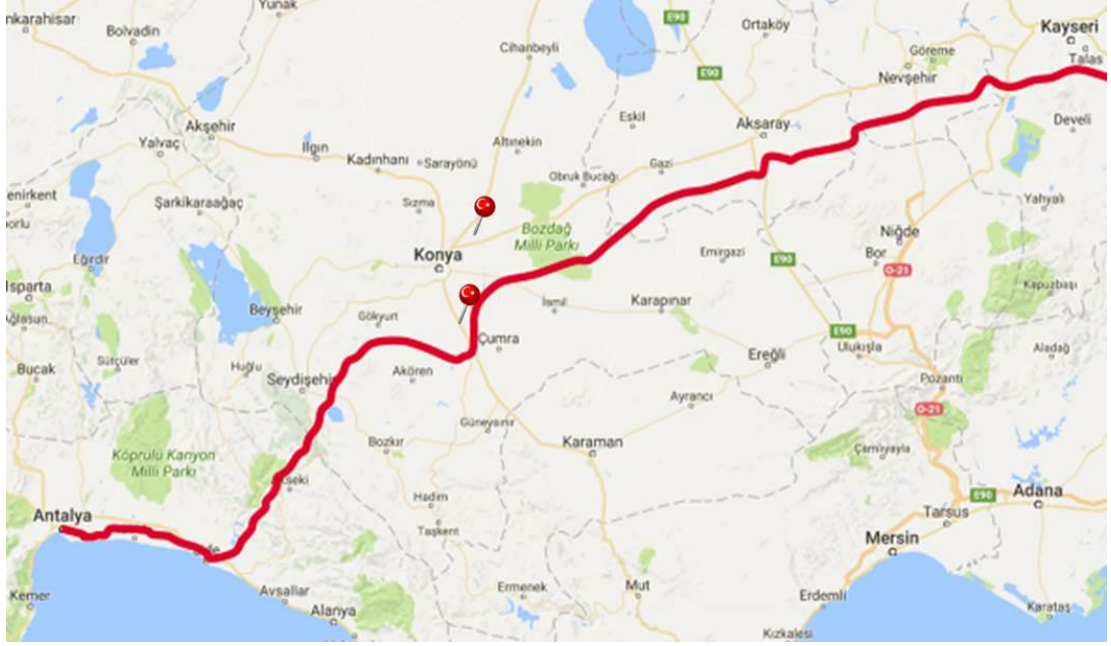 nkarahisar
Yunak
Bolvadin
Cihanbeyli
E90
Ortaköy
Kayseri
Talas
Göreme
Nevşehir
E90
Develi
Akşehir
Yalvaç
Ilgın
Kadınhanı
Sarayönü
Altınekin
Eskil
Aksaray
Gazi
Obruk Bucağı
enirkent
orlu
Şarkikaraağaç
Sızma
Yahyalı
Bozdağ
Milli Parkı
Konya
Eğirdir
Emirgazi
E90
Niğde
Bor
O-21
Isparta
ğlasun
Beyşehir
Gökyurt
İsmil
Karapınar
Kapuzbaşı
Çumra
E90
Ulukışla
Aladağ
Bucak
Sütçüler
Huğlu
Seydişehir
Akören
Ereğli
Pozantı
Ayrancı
O-21
Güneysınır
Bozkır
Karaman
Çamlıyayla
Köprülü Kanyon
Milli Parkı
seki
Hadim
Taşkent
E90
Adana
Tarsus
Antalya
Mersin
Kemer
Avsallar
Alanya
Ermenek
Mut
Erdemli
Karataş
Kızkalesi